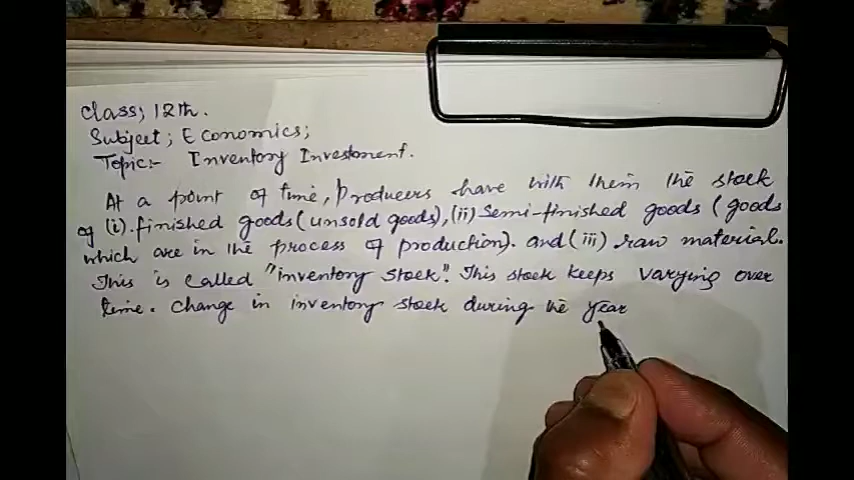 Class; 12th.
Subject; Economics;
Topic:- Inventory Investment.
At a point of time, Producers have with them the stock
of (i). finished goods (unsold goods), (ii) Semi-finished goods (goods
which are in the process of production). and (iii) raw material.
This is called "inventory stock". This stock keeps varying over
time. Change in inventory stock during the year